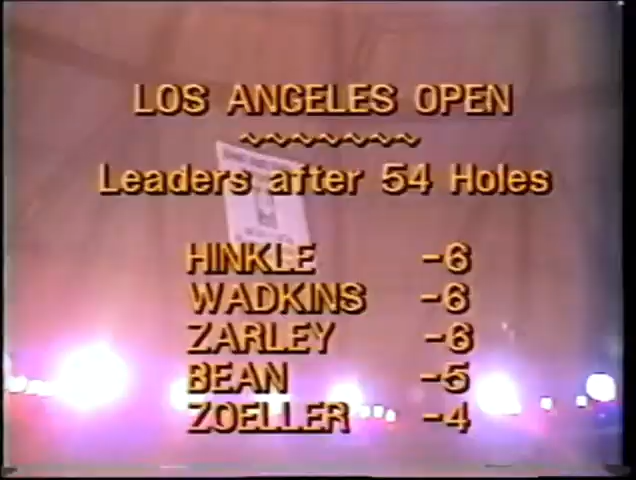 LOS ANGELES OPEN
Leaders after 54 Holes
HINKLE -6
WADKINS -6
ZARLEY -6
BEAN -5
ZOELLER -4